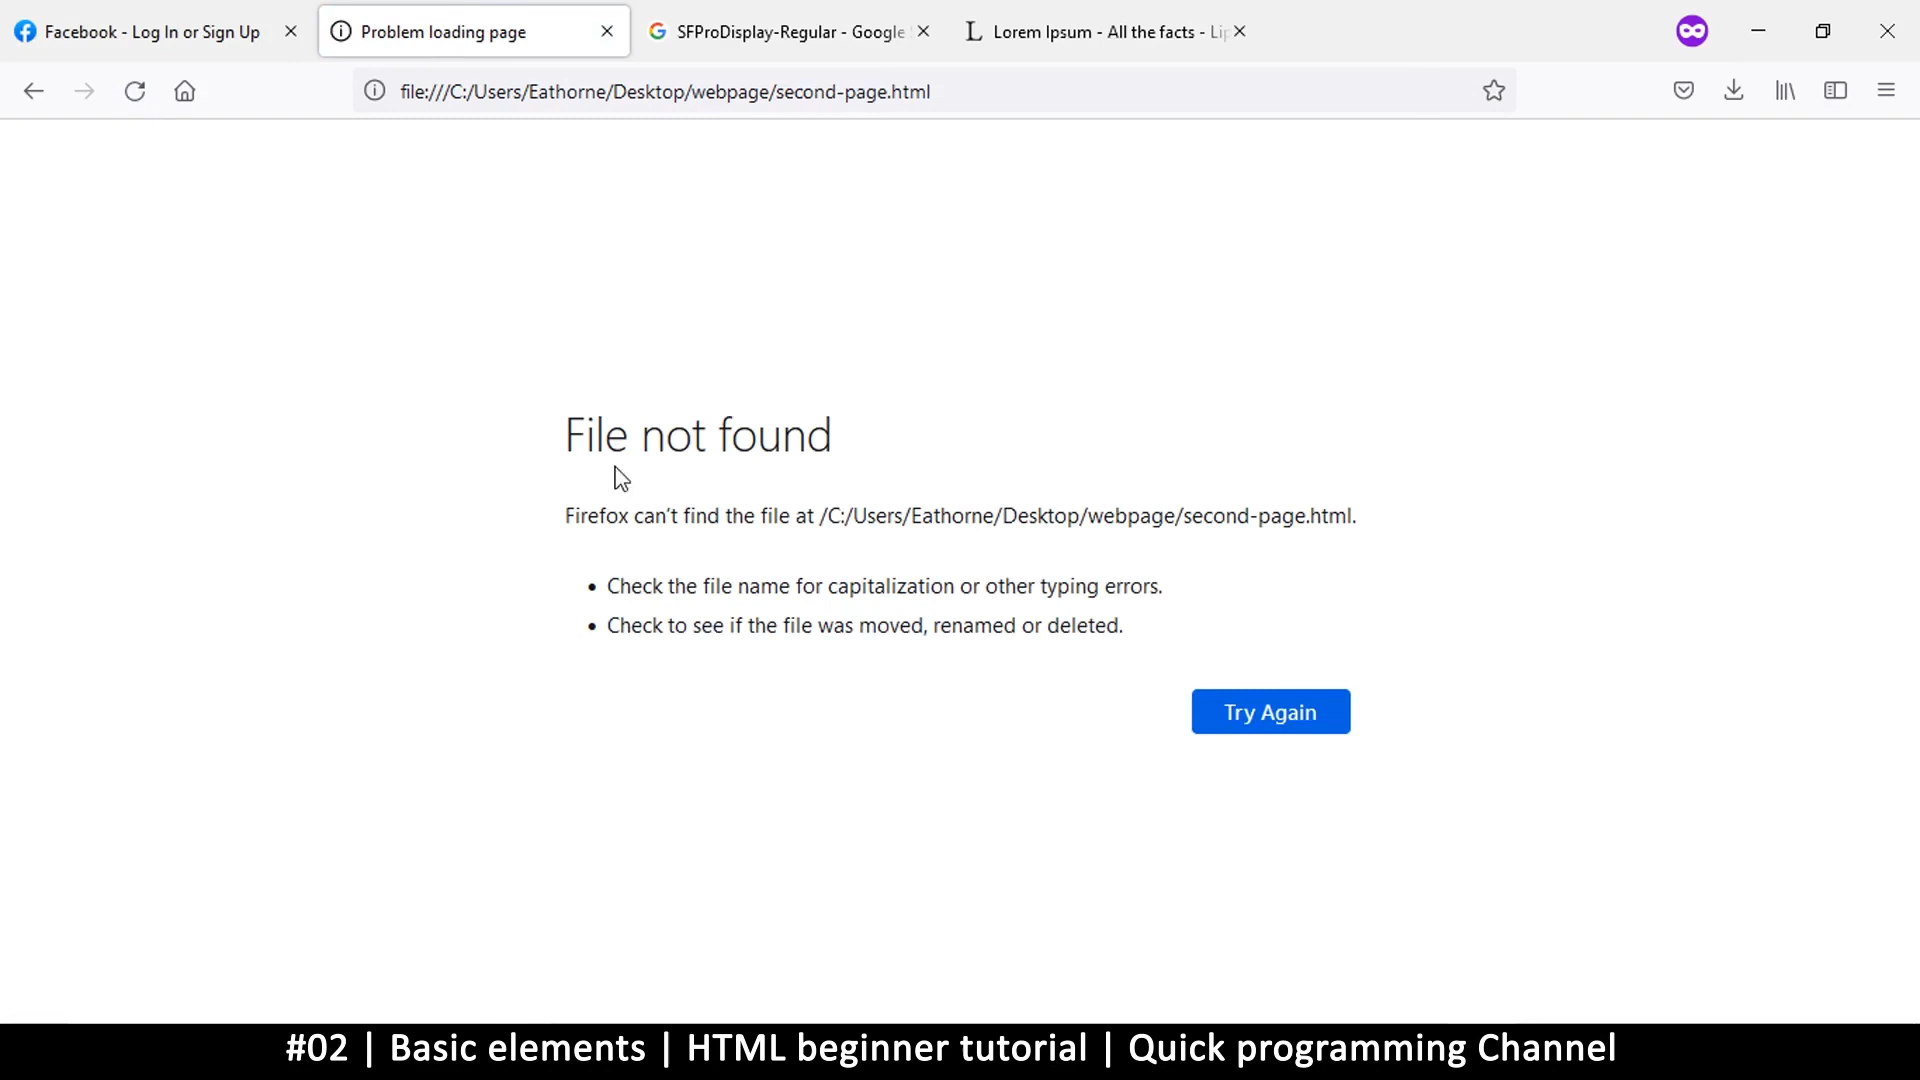 Facebook - Log In or Sign Up
Problem loading page
SFProDisplay-Regular - Google
Lorem Ipsum - All the facts - Lip
file:///C:/Users/Eathorne/Desktop/webpage/second-page.html
File not found
Firefox can't find the file at /C:/Users/Eathorne/Desktop/webpage/second-page.html.
• Check the file name for capitalization or other typing errors.
• Check to see if the file was moved, renamed or deleted.
Try Again
#02 | Basic elements | HTML beginner tutorial | Quick programming Channel